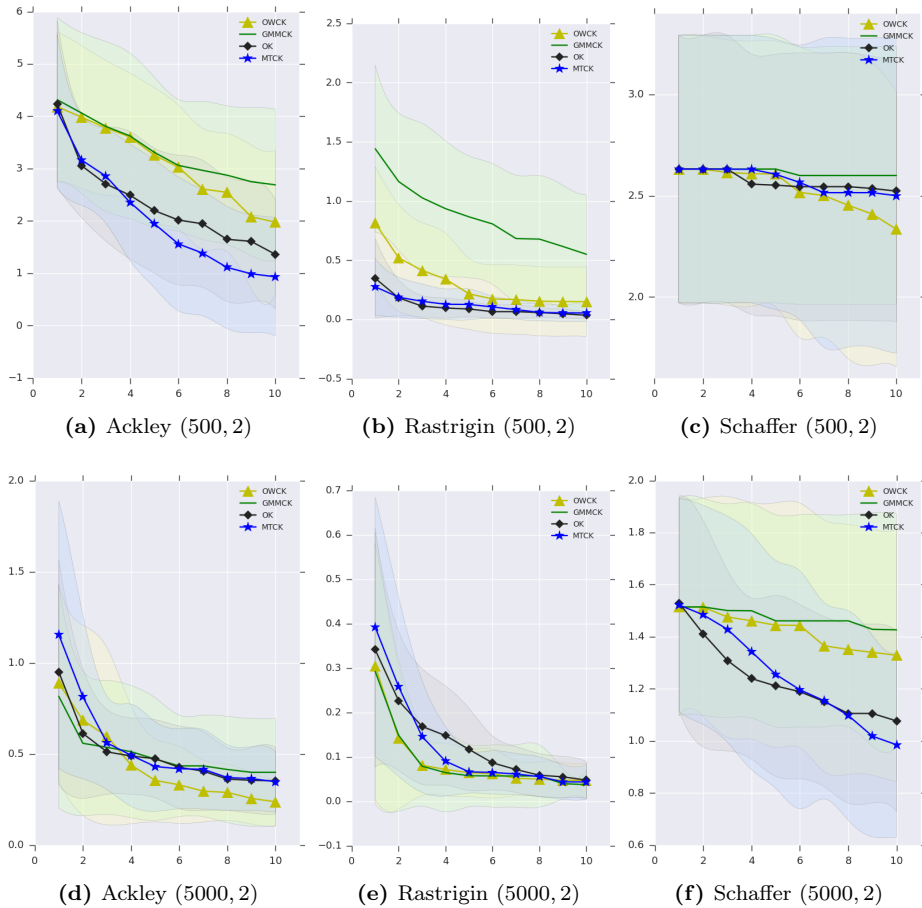 6
5
4
3
2
1
0
−1
0 2 4 6 8 10
OWCK
GMMCK
OK
MTCK
(a) Ackley (500, 2)
2.5
2.0
1.5
1.0
0.5
0.0
−0.5
0 2 4 6 8 10
OWCK
GMMCK
OK
MTCK
(b) Rastrigin (500, 2)
3.0
2.5
2.0
0 2 4 6 8 10
OWCK
GMMCK
OK
MTCK
(c) Schaffer (500, 2)
2.0
1.5
1.0
0.5
0.0
0 2 4 6 8 10
OWCK
GMMCK
OK
MTCK
(d) Ackley (5000, 2)
0.7
0.6
0.5
0.4
0.3
0.2
0.1
0.0
−0.1
0 2 4 6 8 10
OWCK
GMMCK
OK
MTCK
(e) Rastrigin (5000, 2)
2.0
1.8
1.6
1.4
1.2
1.0
0.8
0.6
0 2 4 6 8 10
OWCK
GMMCK
OK
MTCK
(f) Schaffer (5000, 2)